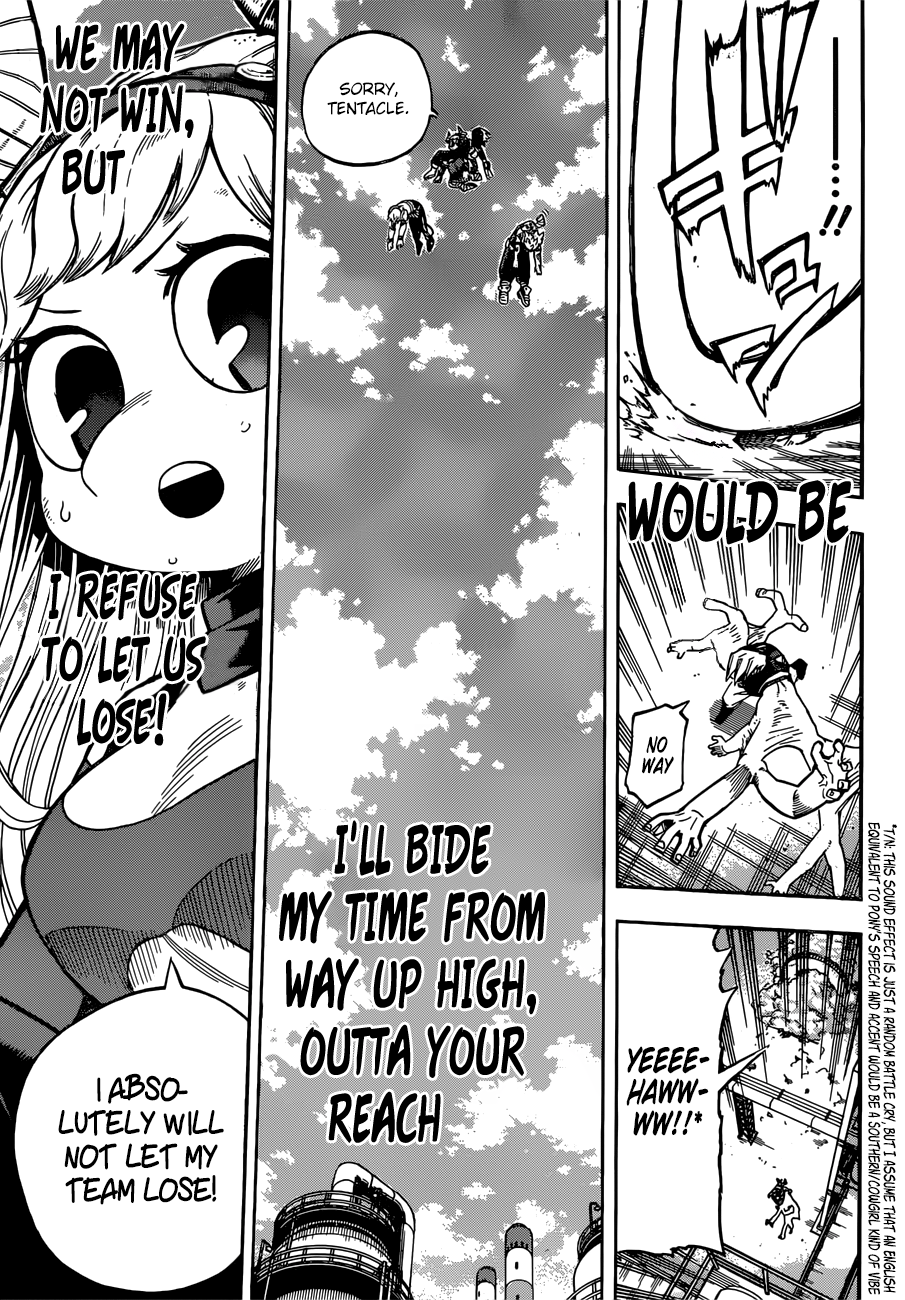 ……!!
ギュ
WOULD BE
NO
WAY
YEEEE-
HAWW-
WW!!*
*T/N: THIS SOUND EFFECT IS JUST A RANDOM BATTLE CRY, BUT I ASSUME THAT AN ENGLISH
EQUIVALENT TO PONY'S SPEECH AND ACCENT WOULD BE A SOUTHERN/COWGIRL KIND OF VIBE
SORRY,
TENTACLE.
I'LL BIDE
MY TIME FROM
WAY UP HIGH,
OUTTA YOUR
REACH
WE MAY
NOT WIN,
BUT
I REFUSE
TO LET US
LOSE!
I ABSO-
LUTELY WILL
NOT LET MY
TEAM LOSE!